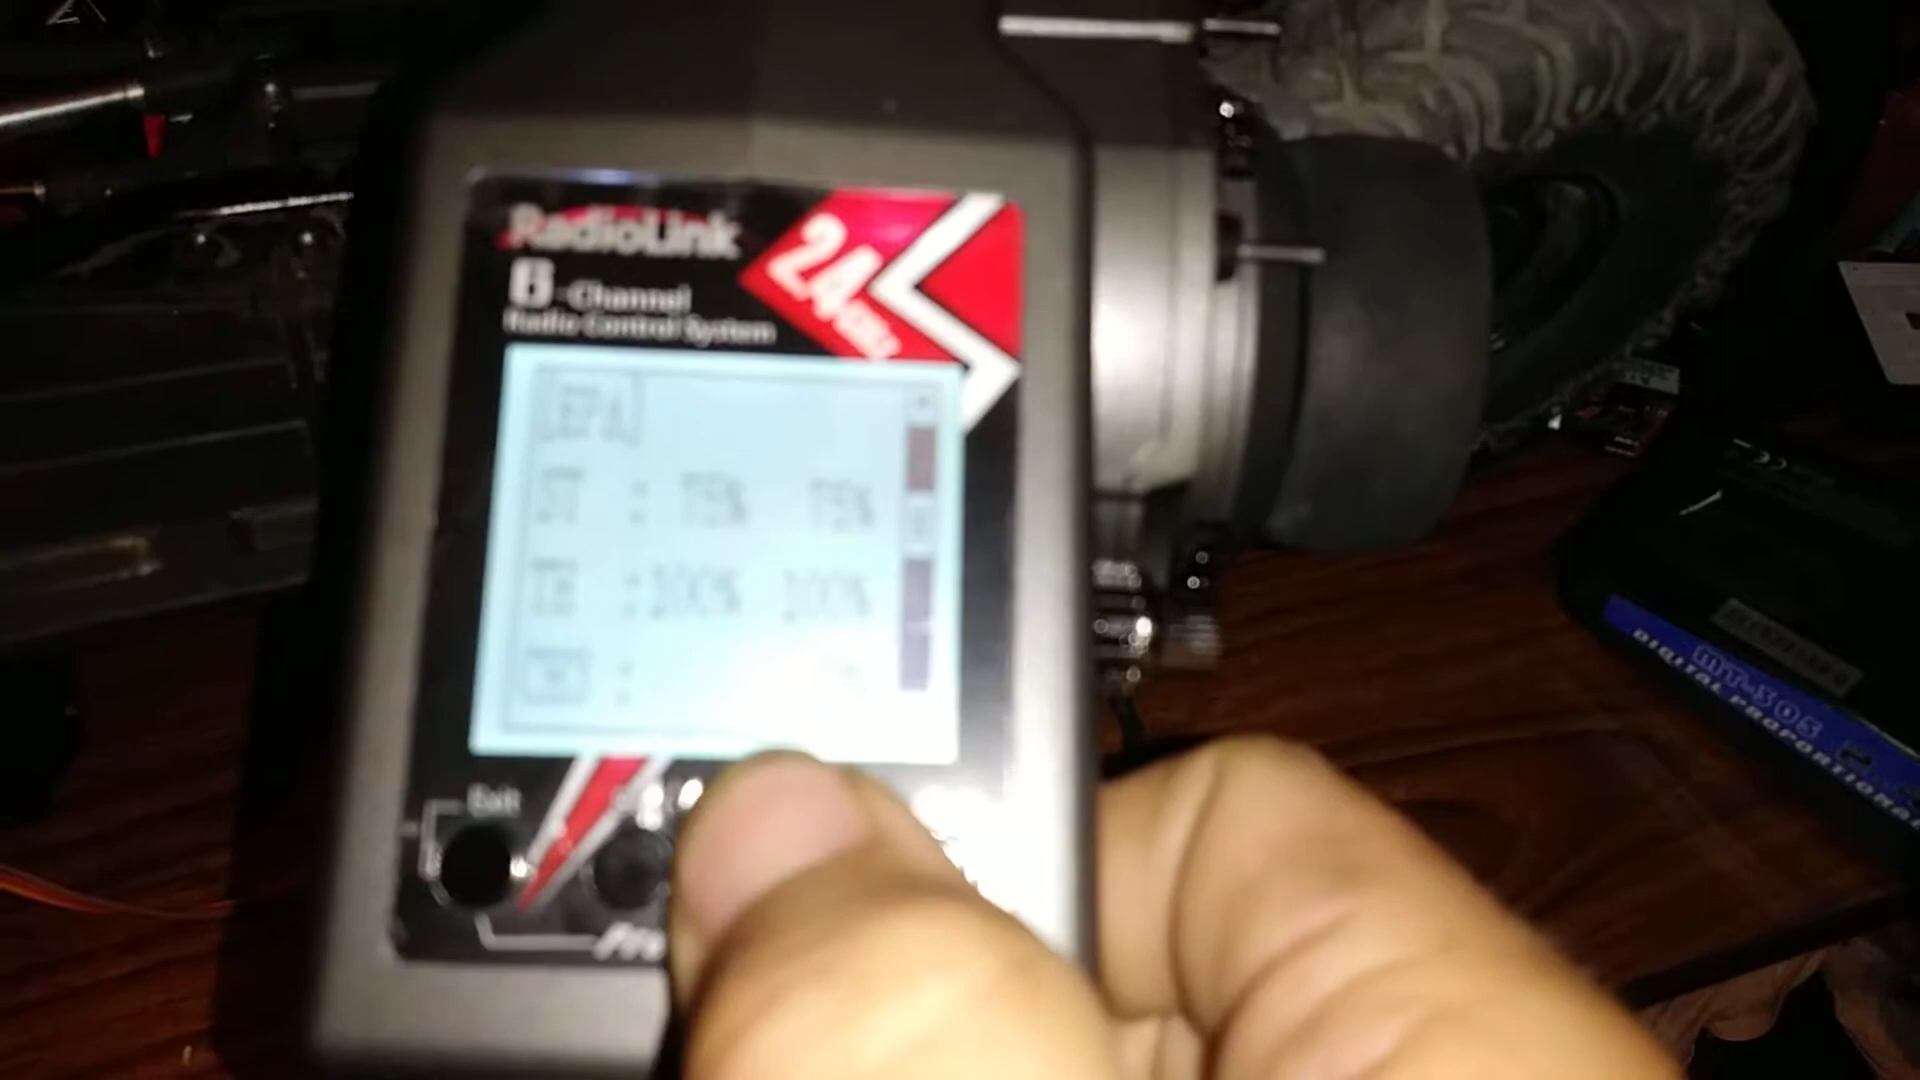 RadioLink
6-Channel
Radio Control System
2.4GHz
[EPA]
ST : 75% 75%
TH :100% 100%
:
Exit
MT-305
DIGITAL PROPORTIONAL